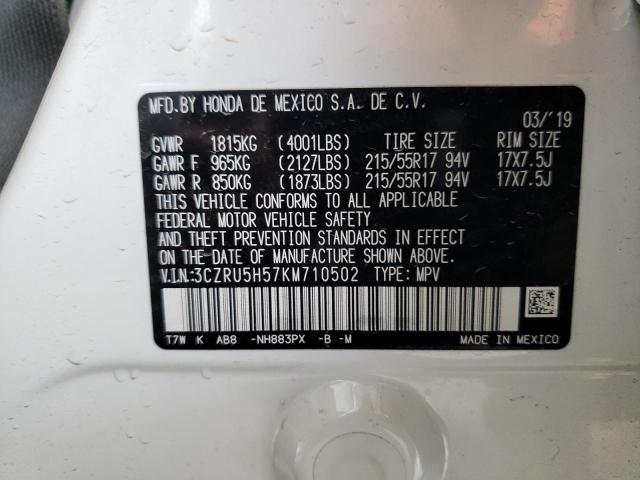 MFD.BY HONDA DE MEXICO S.A. DE C.V.
03/'19
GVWR 1815KG (4001LBS) TIRE SIZE RIM SIZE
GAWR F 965KG (2127LBS) 215/55R17 94V 17X7.5J
GAWR R 850KG (1873LBS) 215/55R17 94V 17X7.5J
THIS VEHICLE CONFORMS TO ALL APPLICABLE
FEDERAL MOTOR VEHICLE SAFETY.
AND THEFT PREVENTION STANDARDS IN EFFECT
ON THE DATE OF MANUFACTURE SHOWN ABOVE.
V.I.N.:3CZRU5H57KM710502 TYPE: MPV
T7W K AB8 -NH883PX -B -M
MADE IN MEXICO